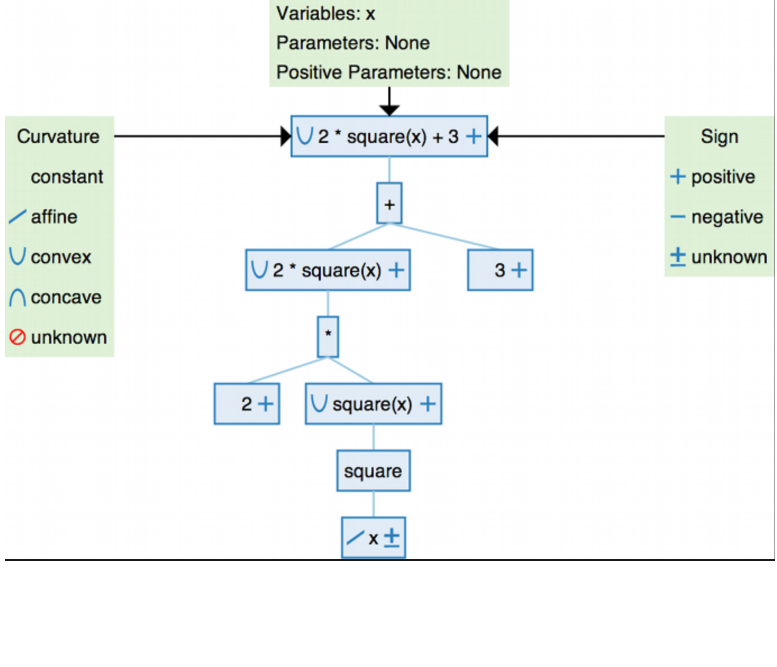 Variables: x
Parameters: None
Positive Parameters: None
Curvature
constant
affine
convex
concave
unknown
2 * square(x) + 3 +
Sign
+ positive
− negative
± unknown
+
2 * square(x) +
3 +
*
2 +
square(x) +
square
x ±